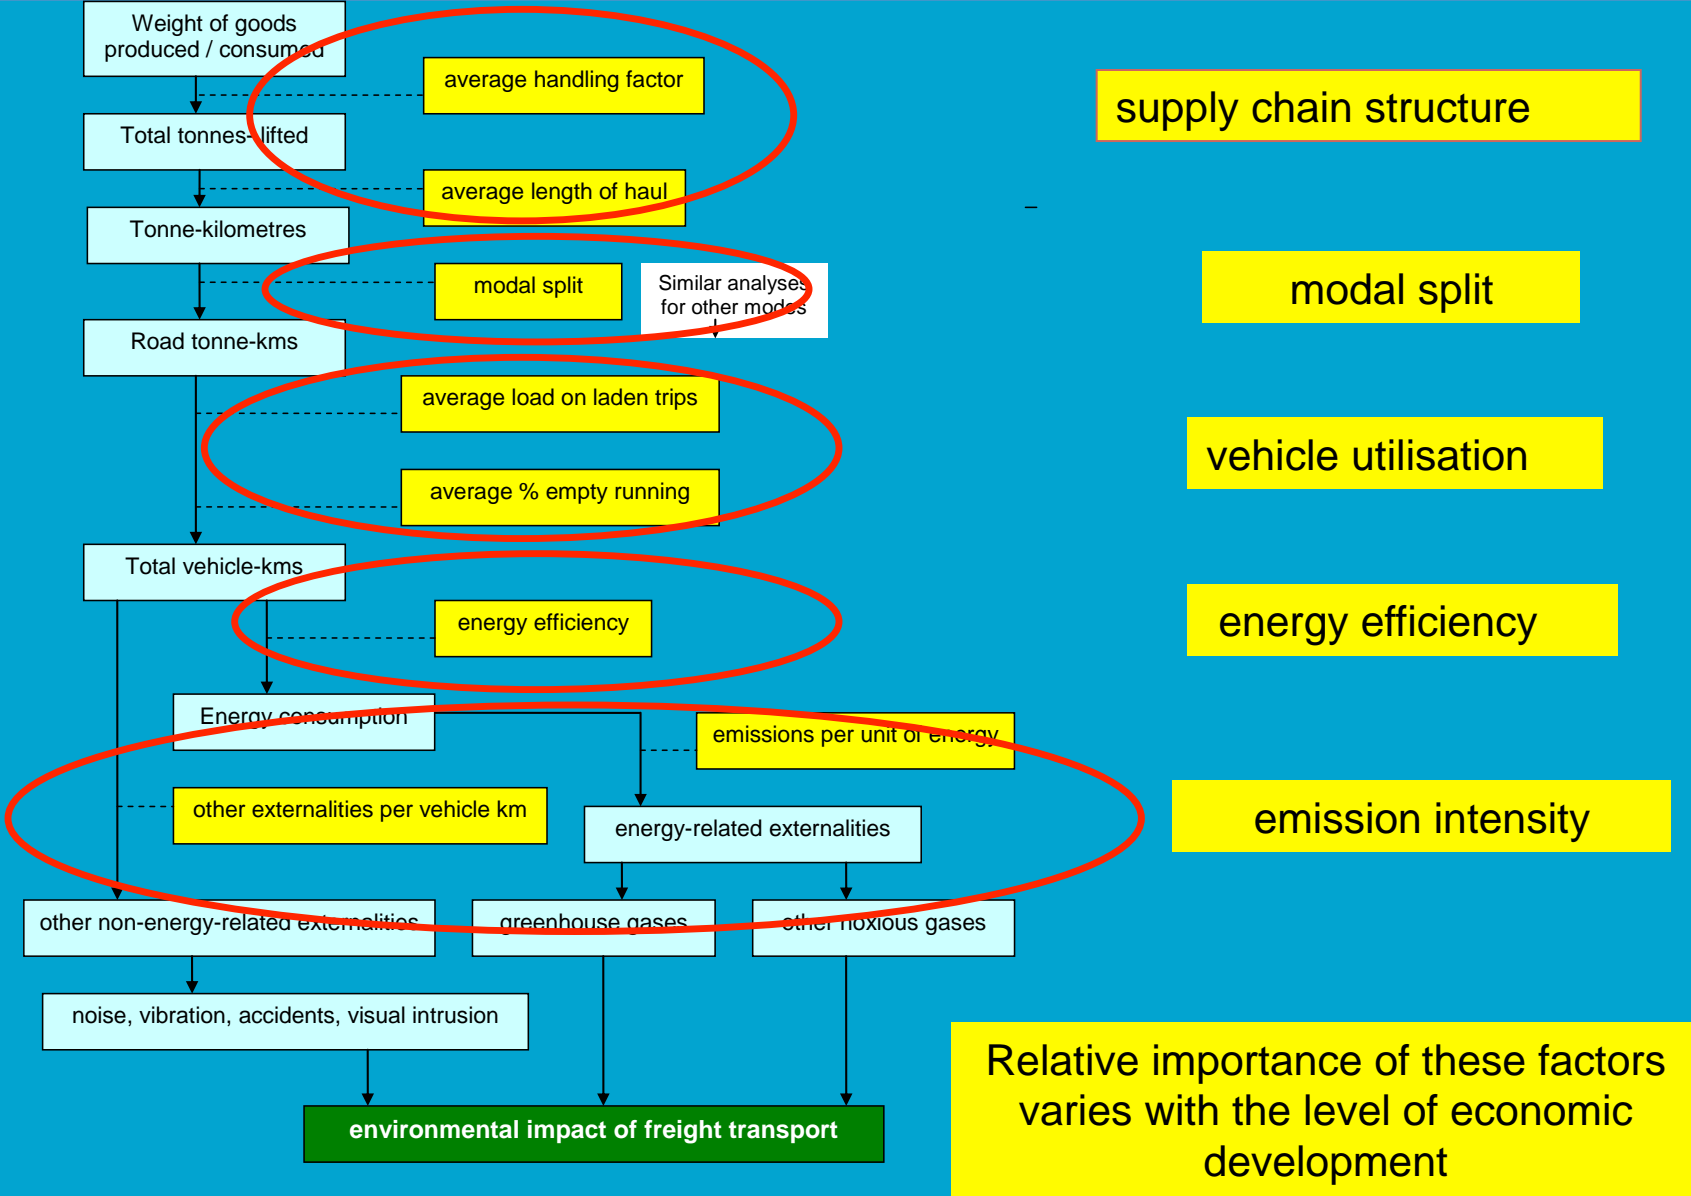 Weight of goods
produced / consumed
average handling factor
supply chain structure
Total tonnes- lifted
average length of haul
Tonne-kilometres
modal split
Similar analyses
for other modes
modal split
Road tonne-kms
average load on laden trips
vehicle utilisation
average % empty running
Total vehicle-kms
energy efficiency
energy efficiency
Energy consumption
emissions per unit of energy
other externalities per vehicle km
energy-related externalities
emission intensity
other non-energy-related externalities
greenhouse gases
other noxious gases
noise, vibration, accidents, visual intrusion
environmental impact of freight transport
Relative importance of these factors
varies with the level of economic
development